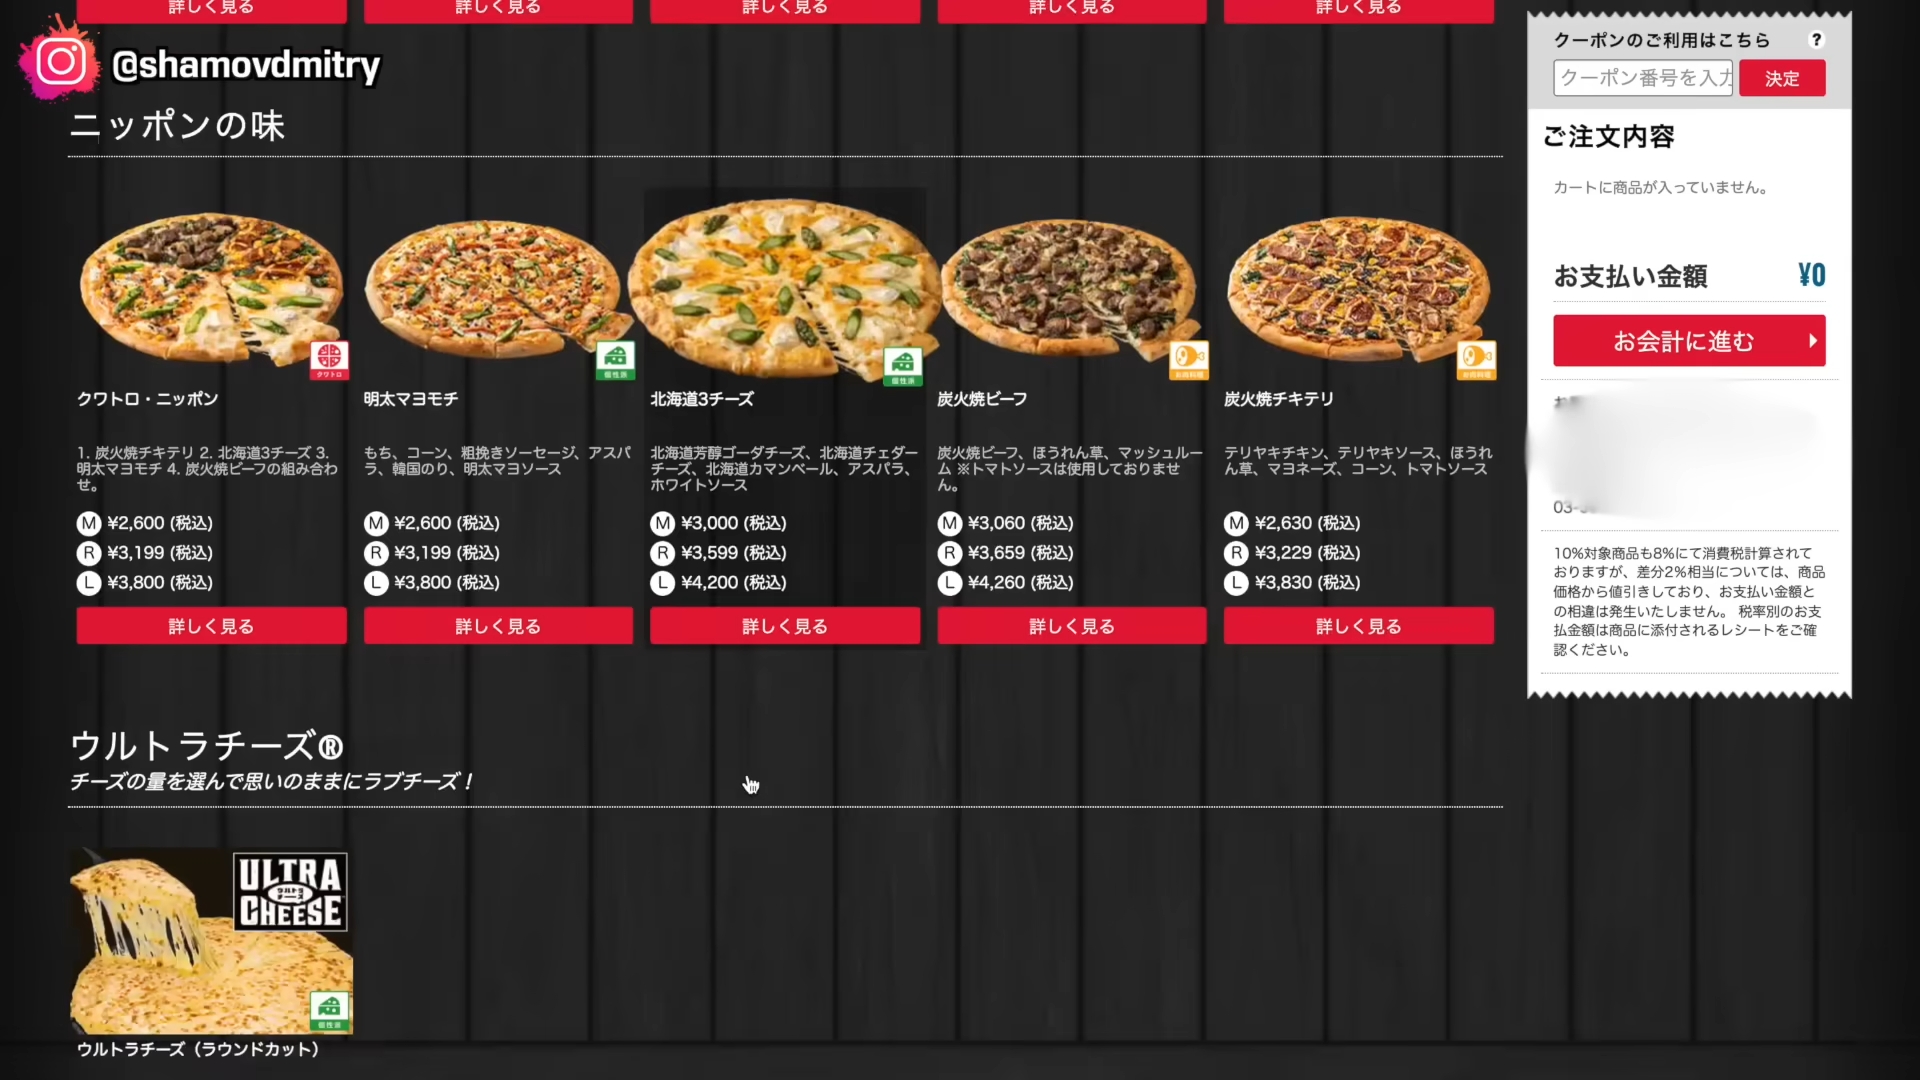 詳しく見る
詳しく見る
詳しく見る
詳しく見る
詳しく見る
@shamovdmitry
ニッポンの味
クワトロ
クワトロ・ニッポン
1. 炭火焼チキテリ 2. 北海道3チーズ 3.
明太マヨモチ 4. 炭火焼ビーフの組み合わ
せ。
M ¥2,600 (税込)
R ¥3,199 (税込)
L ¥3,800 (税込)
詳しく見る
個性派
明太マヨモチ
もち、コーン、粗挽きソーセージ、アスパ
ラ、韓国のり、明太マヨソース
M ¥2,600 (税込)
R ¥3,199 (税込)
L ¥3,800 (税込)
詳しく見る
個性派
北海道3チーズ
北海道芳醇ゴーダチーズ、北海道チェダー
チーズ、北海道カマンベール、アスパラ、
ホワイトソース
M ¥3,000 (税込)
R ¥3,599 (税込)
L ¥4,200 (税込)
詳しく見る
炭火焼ビーフ
炭火焼ビーフ、ほうれん草、マッシュルー
ム ※トマトソースは使用しておりませ
ん。
M ¥3,060 (税込)
R ¥3,659 (税込)
L ¥4,260 (税込)
詳しく見る
炭火焼チキテリ
テリヤキチキン、テリヤキソース、ほうれ
ん草、マヨネーズ、コーン、トマトソース
M ¥2,630 (税込)
R ¥3,229 (税込)
L ¥3,830 (税込)
詳しく見る
ウルトラチーズ®
チーズの量を選んで思いのままにラブチーズ！
ULTRA
ウルトラ
チーズ
CHEESE
個性派
ウルトラチーズ（ラウンドカット）
クーポンのご利用はこちら ?
クーポン番号を入力
決定
ご注文内容
カートに商品が入っていません。
お支払い金額 ¥0
お会計に進む
03-
10%対象商品も8%にて消費税計算されて
おりますが、差分2%相当については、商品
価格から値引きしており、お支払い金額と
の相違は発生いたしません。 税率別のお支
払金額は商品に添付されるレシートをご確
認ください。